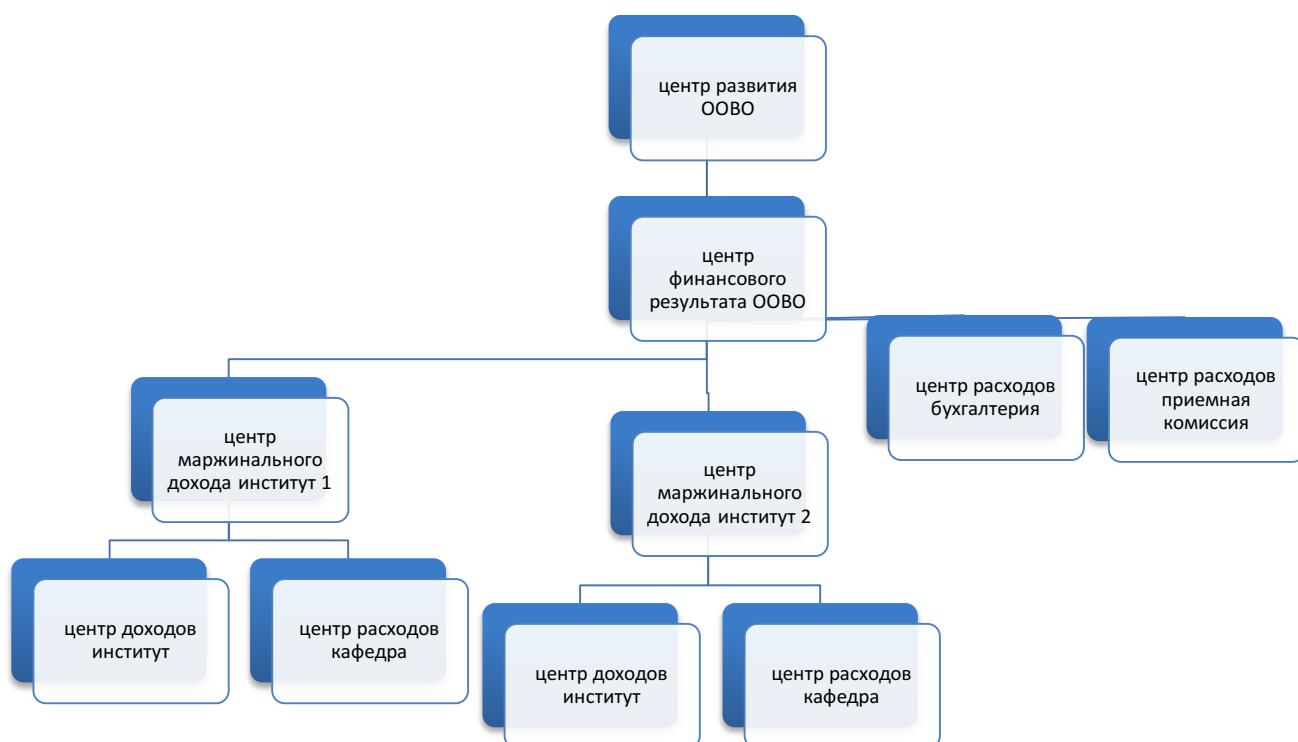 центр развития
ООВО
центр
финансового
результата ООВО
центр расходов
бухгалтерия
центр расходов
приемная
комиссия
центр
маржинального
дохода институт 1
центр
маржинального
дохода институт 2
центр доходов
институт
центр расходов
кафедра
центр доходов
институт
центр расходов
кафедра